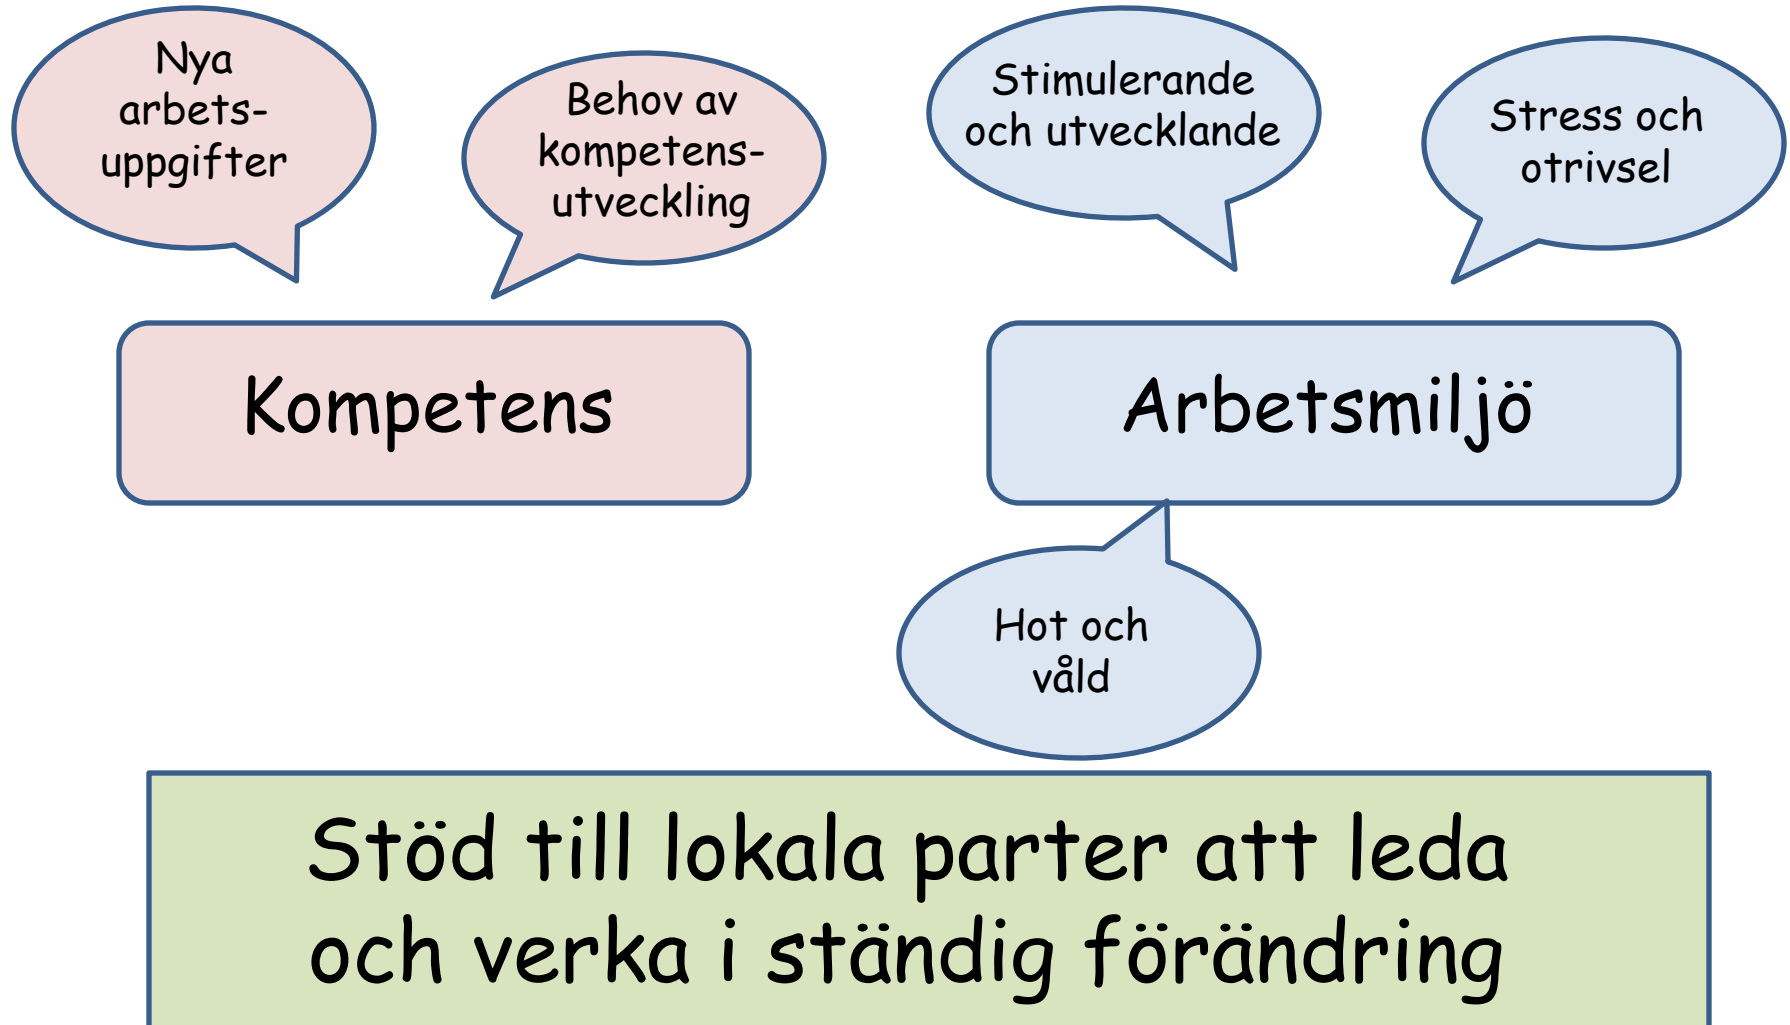 Nya
arbets-
uppgifter
Behov av
kompetens-
utveckling
Stimulerande
och utvecklande
Stress och
otrivsel
Kompetens
Arbetsmiljö
Hot och
våld
Stöd till lokala parter att leda
och verka i ständig förändring